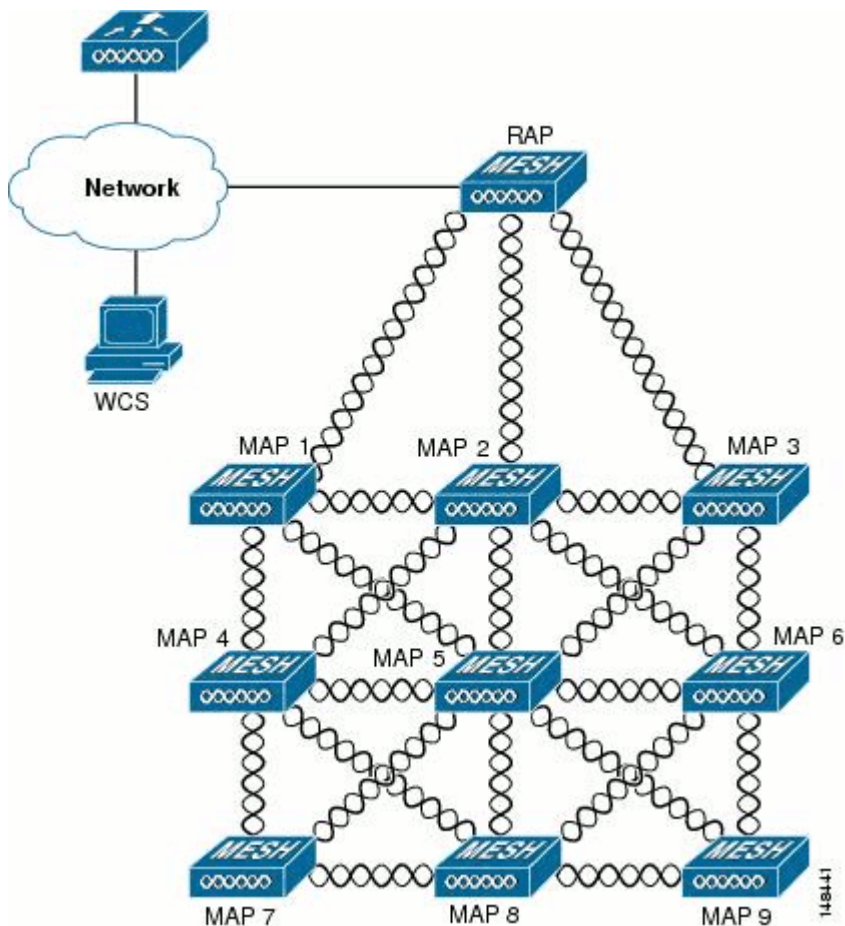 RAP
MESH
Network
WCS
MAP 1
MAP 2
MAP 3
MESH
MESH
MESH
MAP 4
MAP 5
MAP 6
MESH
MESH
MESH
MESH
MESH
MESH
MAP 7
MAP 8
MAP 9
148441